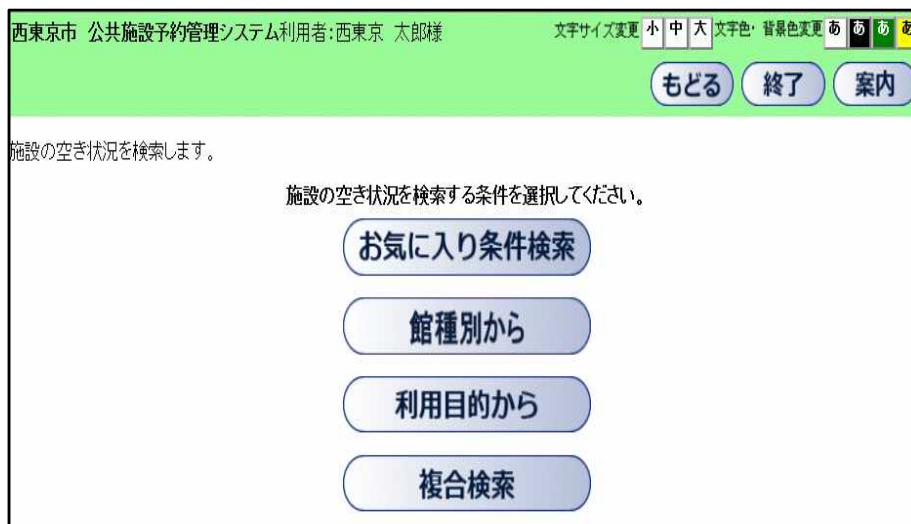 西東京市 公共施設予約管理システム利用者:西東京 太郎様 文字サイズ変更 小 中 大 文字色・背景色変更 あ あ あ あ
もどる 終了 案内
施設の空き状況を検索します。
施設の空き状況を検索する条件を選択してください。
お気に入り条件検索
館種別から
利用目的から
複合検索